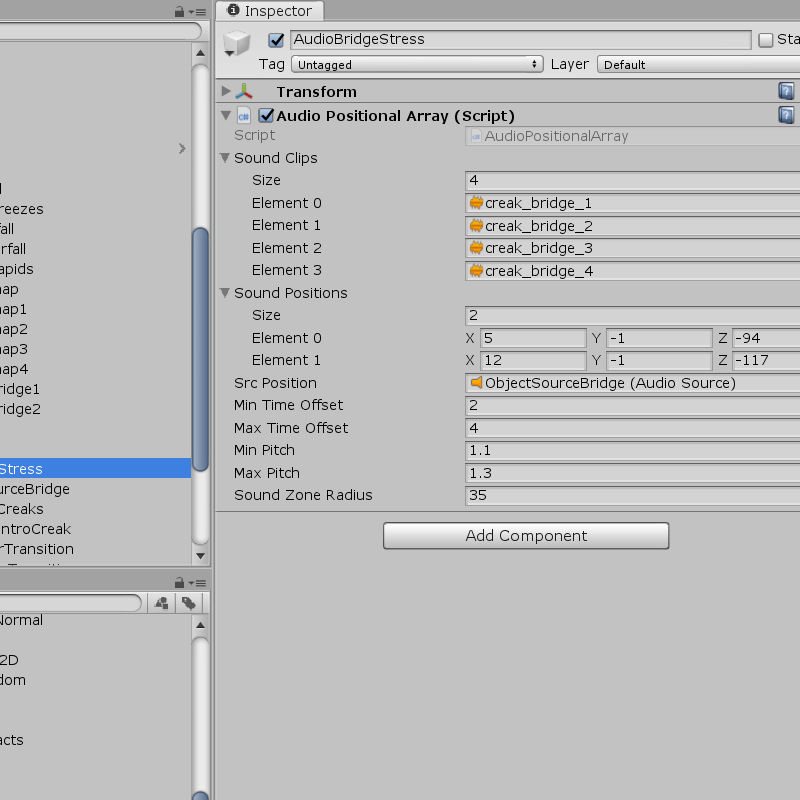 Inspector
AudioBridgeStress
Sta
Tag Untagged Layer Default
Transform
Audio Positional Array (Script)
Script AudioPositionalArray
Sound Clips
Size 4
Element 0 creak_bridge_1
Element 1 creak_bridge_2
Element 2 creak_bridge_3
Element 3 creak_bridge_4
Sound Positions
Size 2
Element 0 X 5 Y -1 Z -94
Element 1 X 12 Y -1 Z -117
Src Position ObjectSourceBridge (Audio Source)
Min Time Offset 2
Max Time Offset 4
Min Pitch 1.1
Max Pitch 1.3
Sound Zone Radius 35
Add Component
reezes
fall
rfall
apids
nap
nap1
nap2
nap3
nap4
ridge1
ridge2
Stress
urceBridge
Creaks
ntroCreak
rTransition
Normal
2D
dom
acts